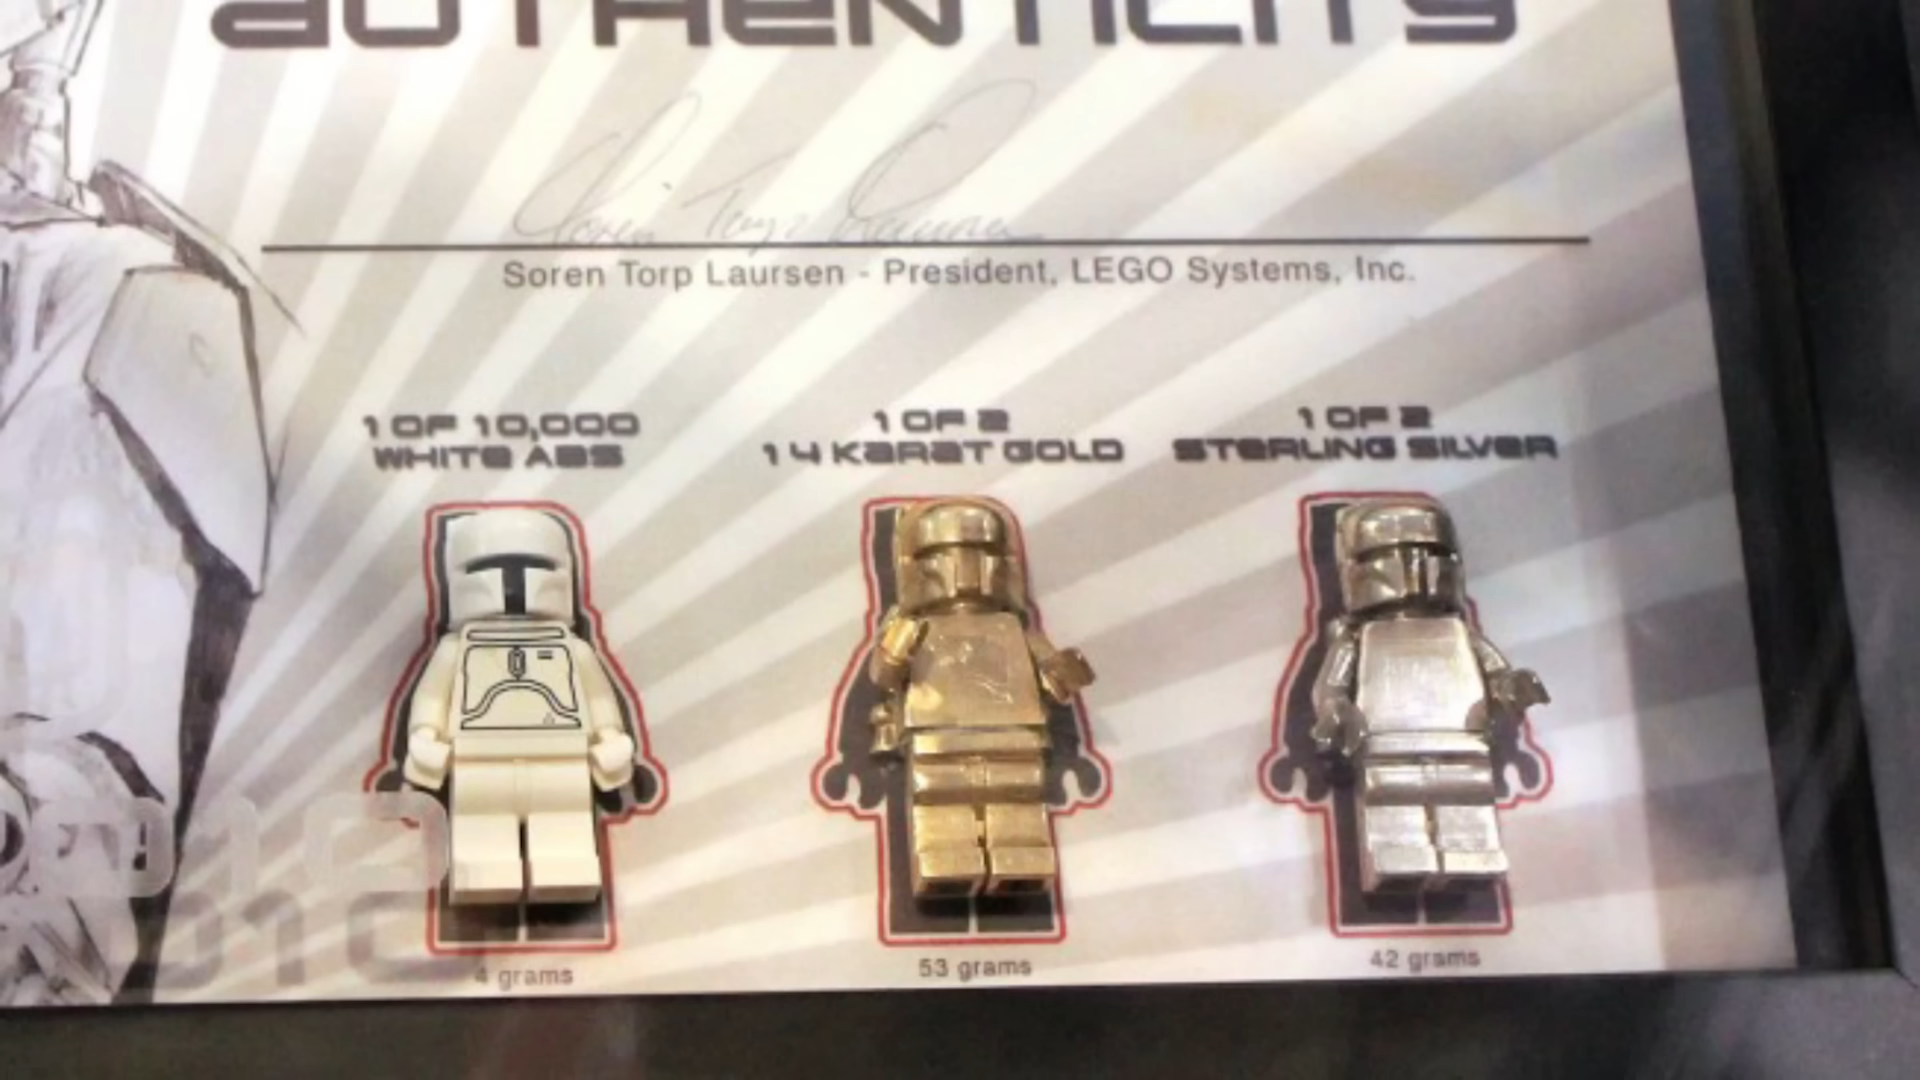 AUTHENTICITY
Soren Torp Laursen - President, LEGO Systems, Inc.
1 OF 10,000
WHITE ABS
1 OF 2
14 KARAT GOLD
1 OF 2
STERLING SILVER
4 grams
53 grams
42 grams